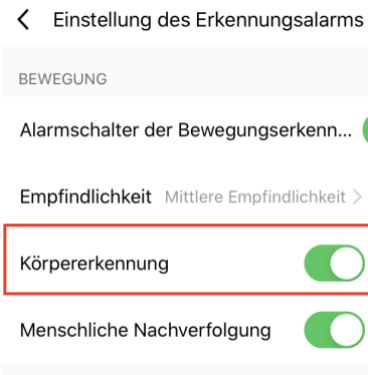 Einstellung des Erkennungsalarms
BEWEGUNG
Alarmschalter der Bewegungserkenn...
Empfindlichkeit Mittlere Empfindlichkeit >
Körpererkennung
Menschliche Nachverfolgung